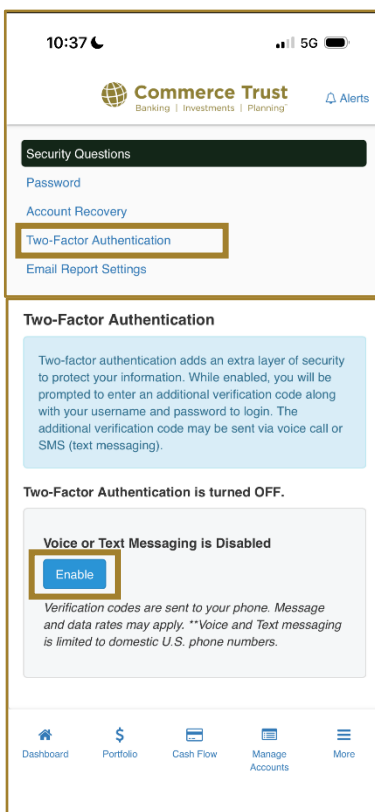 10:37
5G
Commerce Trust
Banking | Investments | Planning™
Alerts
Security Questions
Password
Account Recovery
Two-Factor Authentication
Email Report Settings
Two-Factor Authentication
Two-factor authentication adds an extra layer of security
to protect your information. While enabled, you will be
prompted to enter an additional verification code along
with your username and password to login. The
additional verification code may be sent via voice call or
SMS (text messaging).
Two-Factor Authentication is turned OFF.
Voice or Text Messaging is Disabled
Enable
Verification codes are sent to your phone. Message
and data rates may apply. **Voice and Text messaging
is limited to domestic U.S. phone numbers.
Dashboard
Portfolio
Cash Flow
Manage
Accounts
More